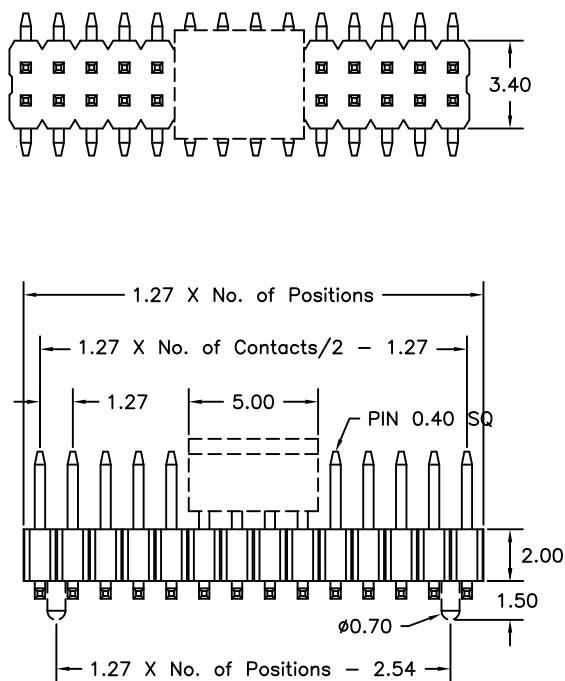 3.40
1.27 X No. of Positions
1.27 X No. of Contacts/2 - 1.27
1.27
5.00
PIN 0.40 SQ
2.00
1.50
ø0.70
1.27 X No. of Positions - 2.54